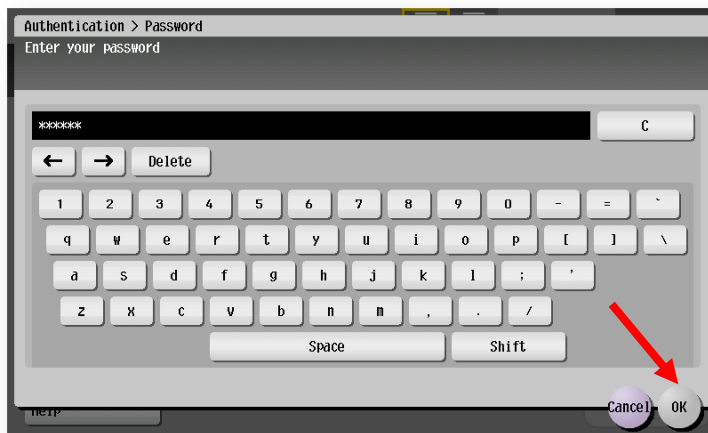 Authentication > Password
Enter your password
******
C
← → Delete
1 2 3 4 5 6 7 8 9 0 - = `
q w e r t y u i o p [ ] \
a s d f g h j k l ; '
z x c v b n m , . /
Space Shift
Cancel OK
Help